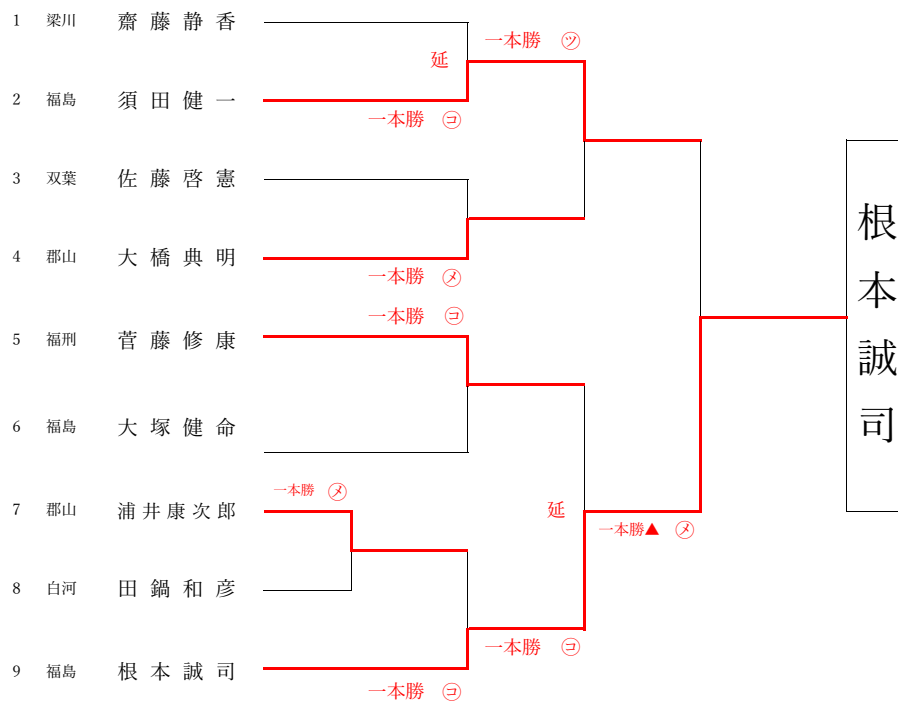 1 梁川 齋藤静香
一本勝 ㋡
延
2 福島 須田健一
一本勝 ㋙
3 双葉 佐藤啓憲
4 郡山 大橋典明
一本勝 ㋱
一本勝 ㋙
5 福刑 菅藤修康
6 福島 大塚健命
一本勝 ㋱
7 郡山 浦井康次郎
延
一本勝▲ ㋱
8 白河 田鍋和彦
一本勝 ㋙
9 福島 根本誠司
一本勝 ㋙
根本誠司